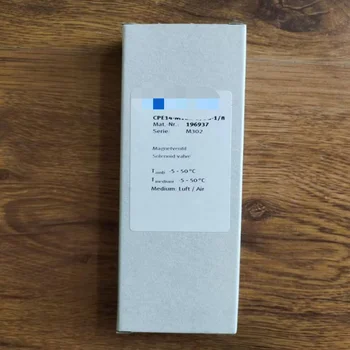 Mat. Nr.: 196937
Serie: M302
Magnetventil
Solenoid valve
-5 - 50 °C
-5 - 50 °C
Medium: Luft / Air